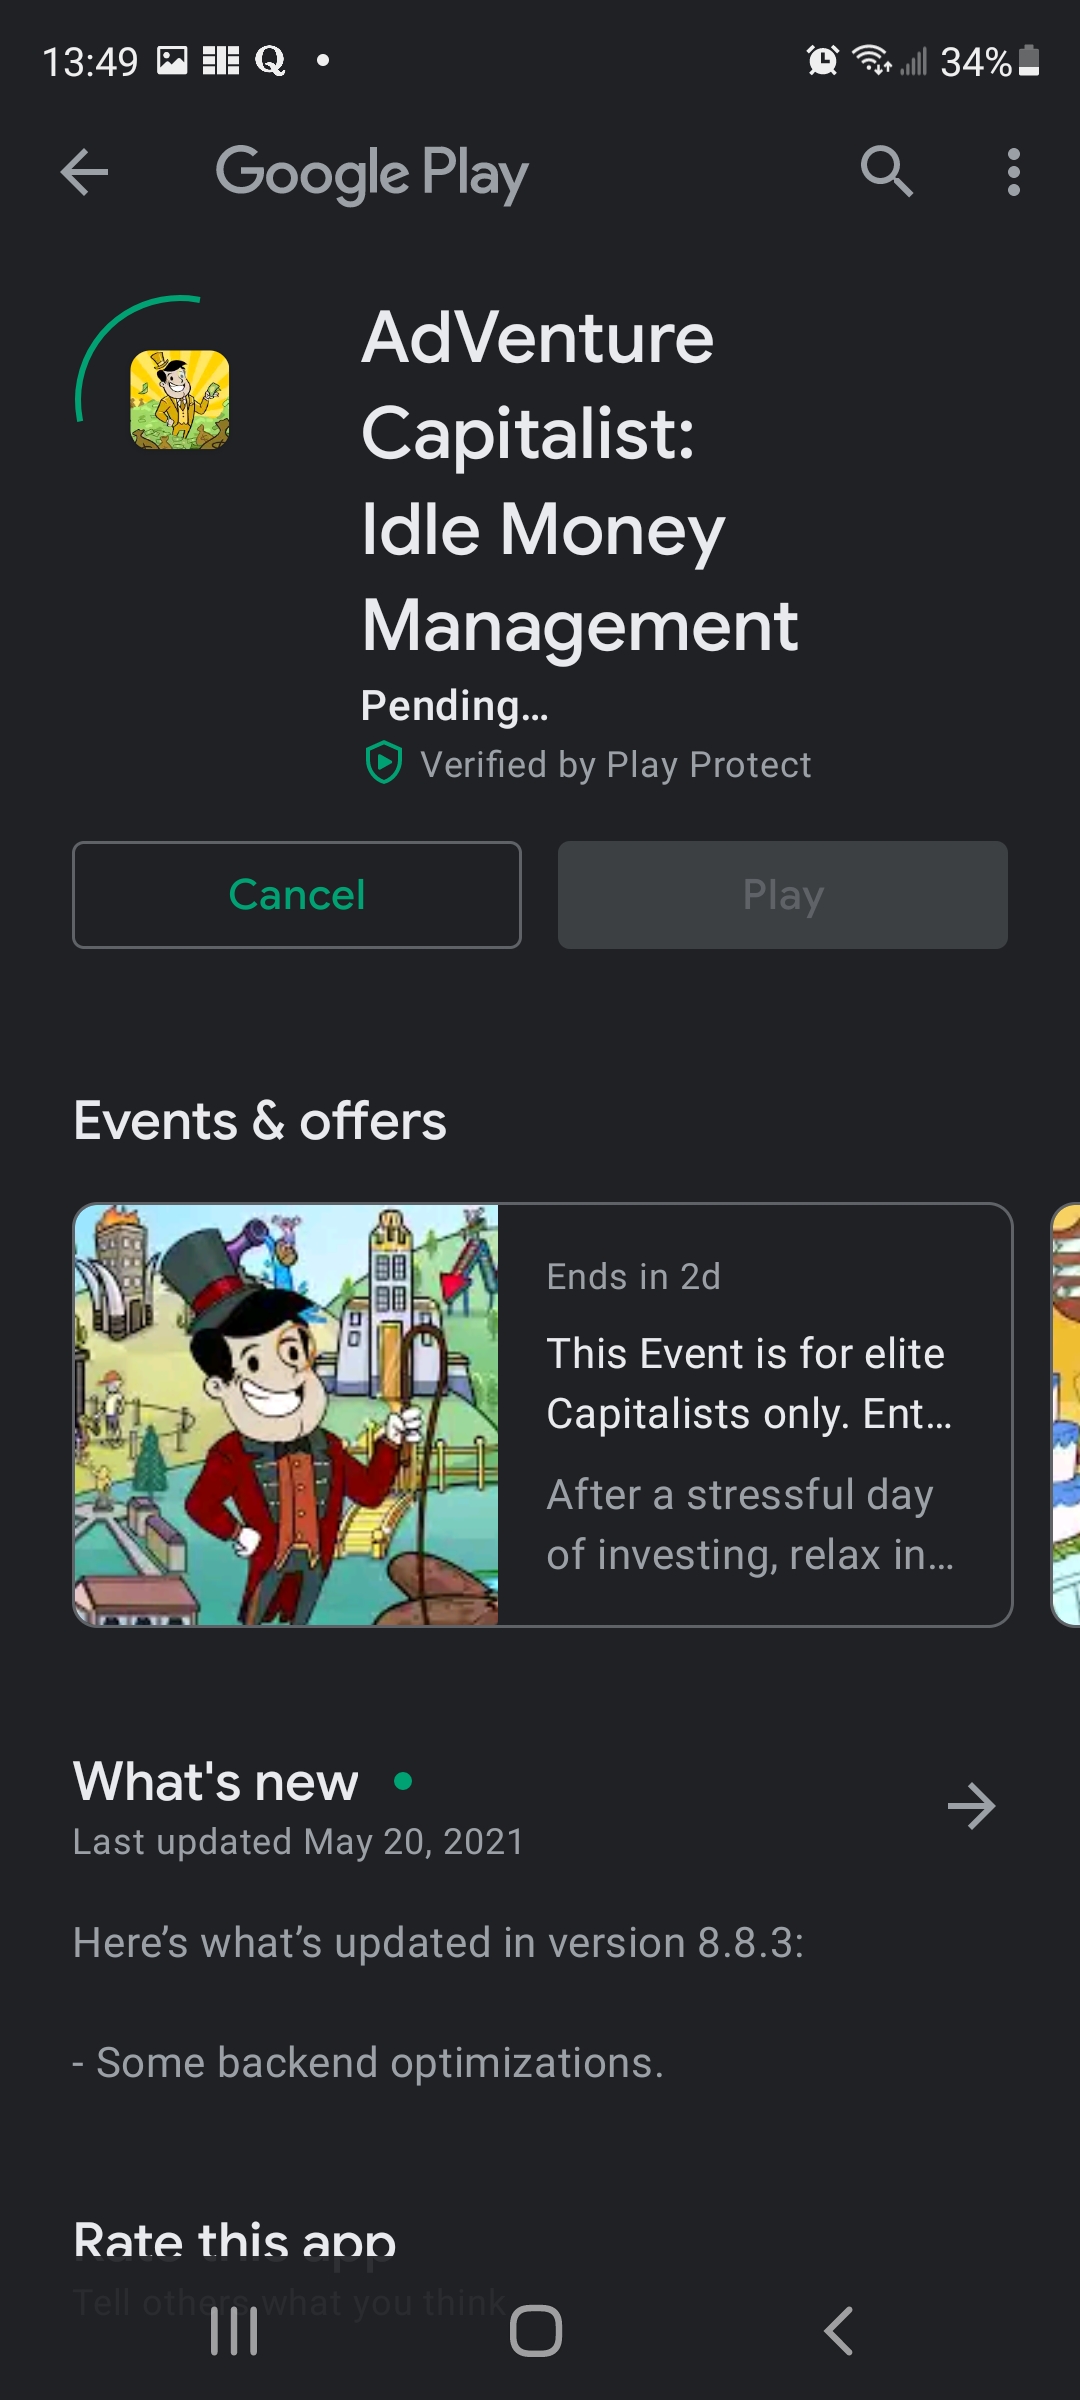 13:49 Q 34%
Google Play
AdVenture
Capitalist:
Idle Money
Management
Pending…
Verified by Play Protect
Cancel Play
Events & offers
Ends in 2d
This Event is for elite
Capitalists only. Ent…
After a stressful day
of investing, relax in…
What's new
Last updated May 20, 2021
Here’s what’s updated in version 8.8.3:
- Some backend optimizations.
Rate this app
Tell others what you think